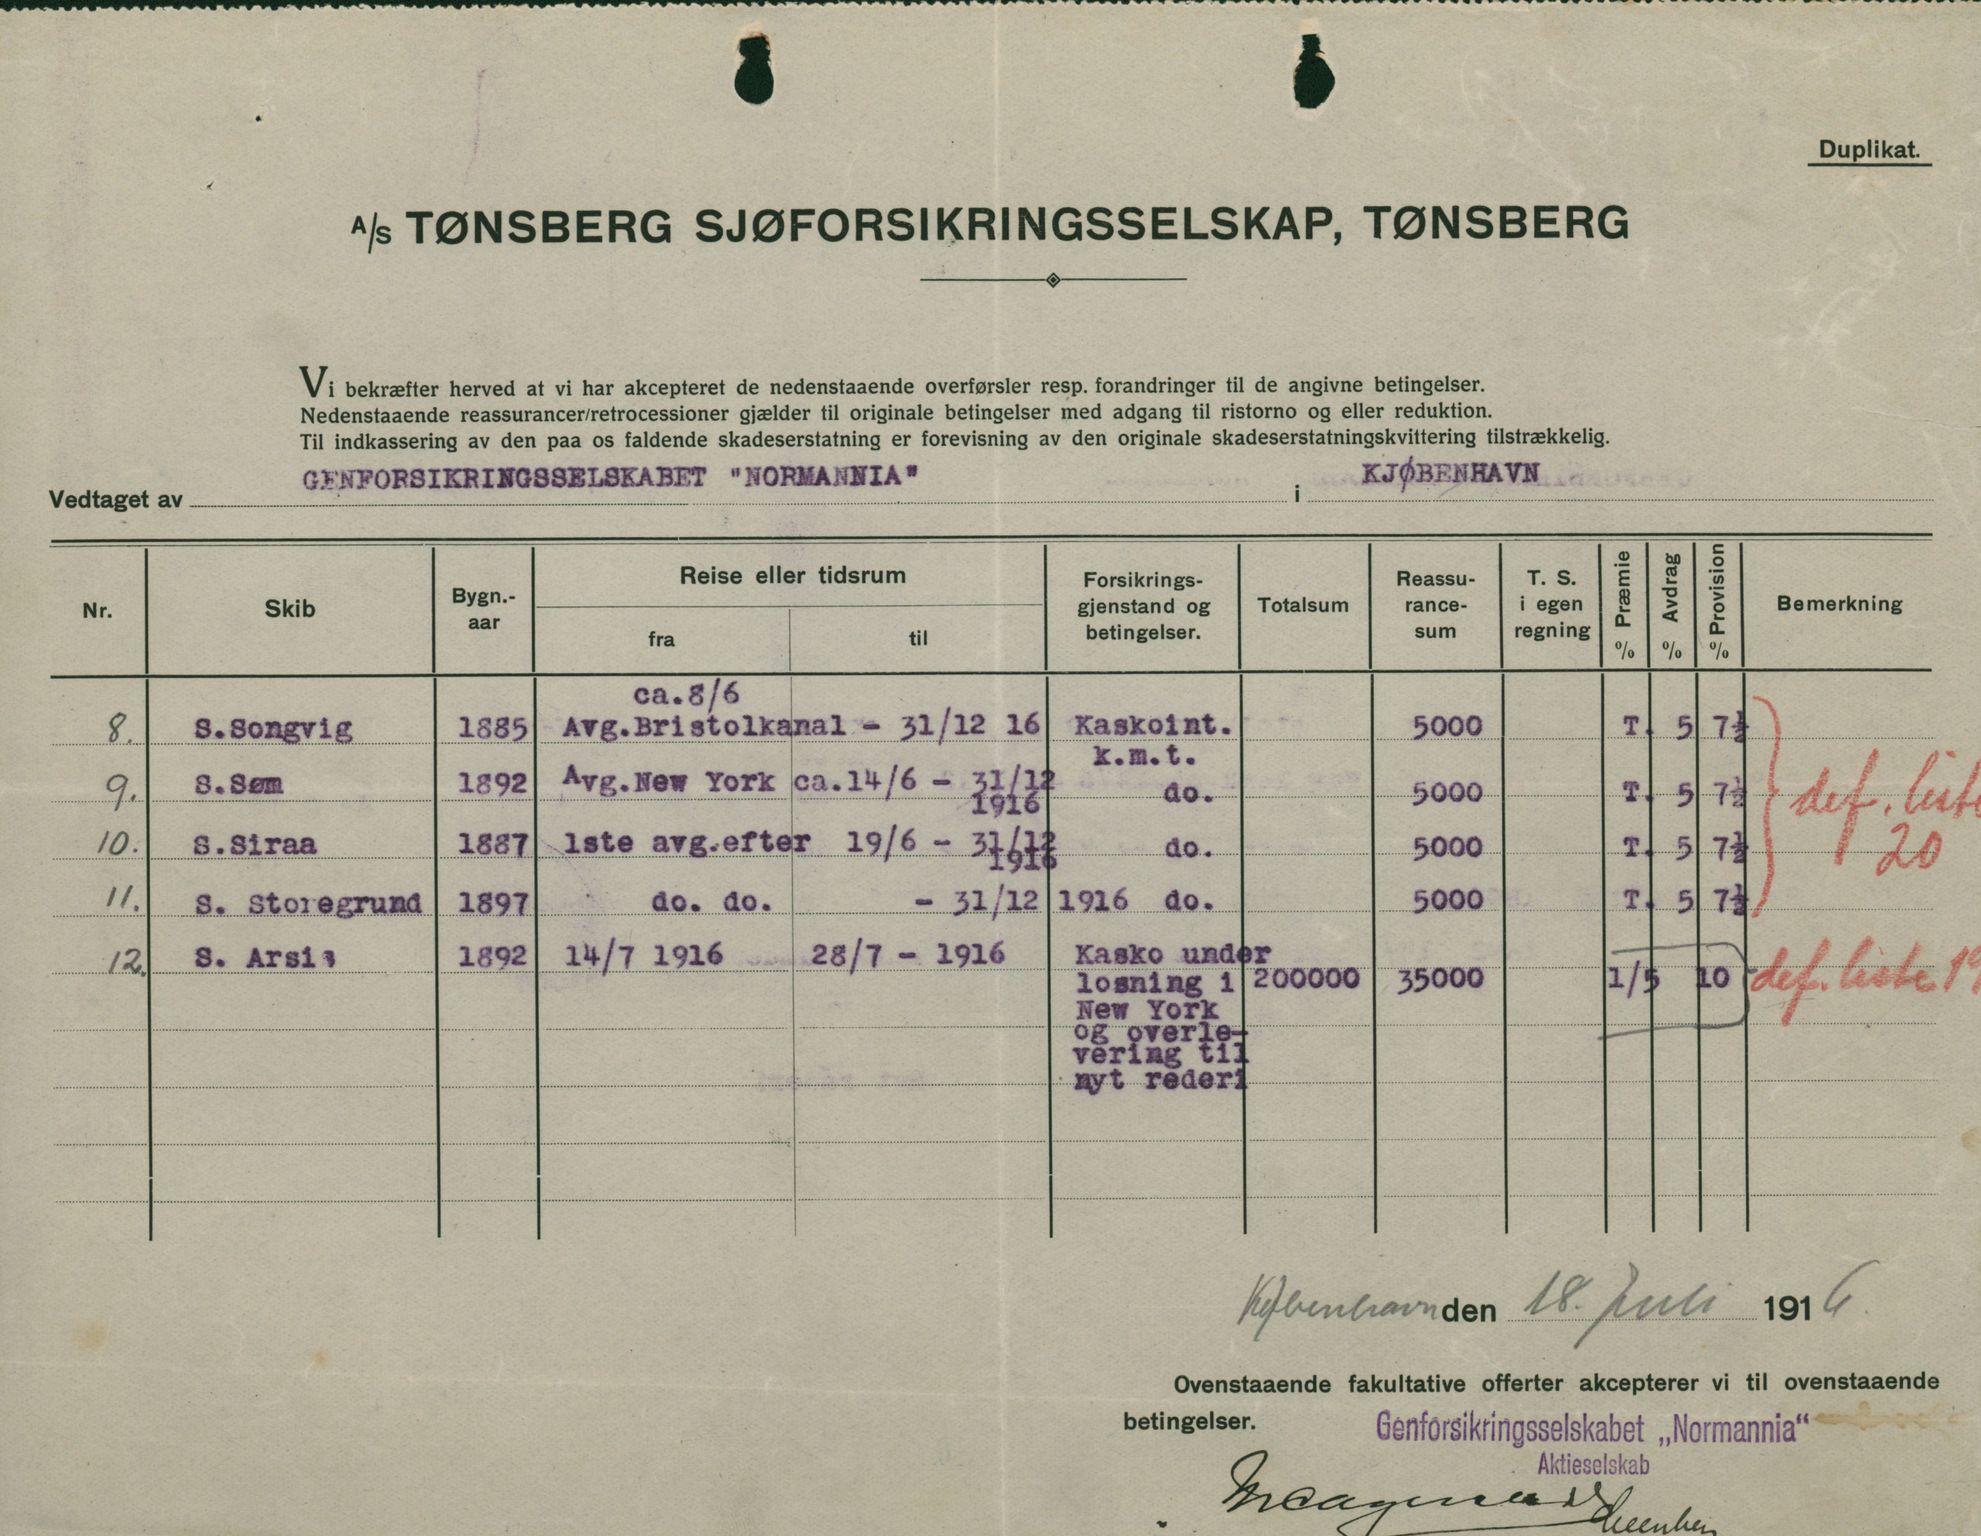 Duplikat.
A/S TØNSBERG SJØFORSIKRINGSSELSKAP, TØNSBERG
Vi bekræfter herved at vi har akcepteret de nedenstaaende overførsler resp. forandringer til de angivne betingelser.
Nedenstaaende reassurancer/retrocessioner gjælder til originale betingelser med adgang til ristorno og eller reduktion.
Til indkassering av den paa os faldende skadeserstatning er forevisning av den originale skadeserstatningskvittering tilstrækkelig.
Vedtaget av GENFORSIKRINGSSELSKABET "NORMANNIA" i KJØBENHAVN
Nr. Skib Bygn.-aar Reise eller tidsrum fra til Forsikrings-gjenstand og betingelser. Totalsum Reassu-rance-sum T. S. i egen regning % Præmie % Avdrag % Provision Bemerkning
ca.8/6
8. S.Songvig 1885 Avg.Bristolkanal - 31/12 16 Kaskoint. 5000 T. 5 7½
k.m.t.
9. S.Søm 1892 Avg.New York ca.14/6 - 31/12 1916 do. 5000 T. 5 7½ def. liste 20
10. S.Siraa 1887 1ste avg.efter 19/6 - 31/12 1916 do. 5000 T. 5 7½
11. S. Storegrund 1897 do. do. - 31/12 1916 do. 5000 T. 5 7½
12. S. Arsia 1892 14/7 1916 28/7 - 1916 Kasko under
losning i 200000 35000 1/5 10 def. liste 19
New York
og overle-
vering til
nyt rederi
Kjøbenhavn den 18. Juli 1916.
Ovenstaaende fakultative offerter akcepterer vi til ovenstaaende
betingelser.
Genforsikringsselskabet „Normannia“
Aktieselskab